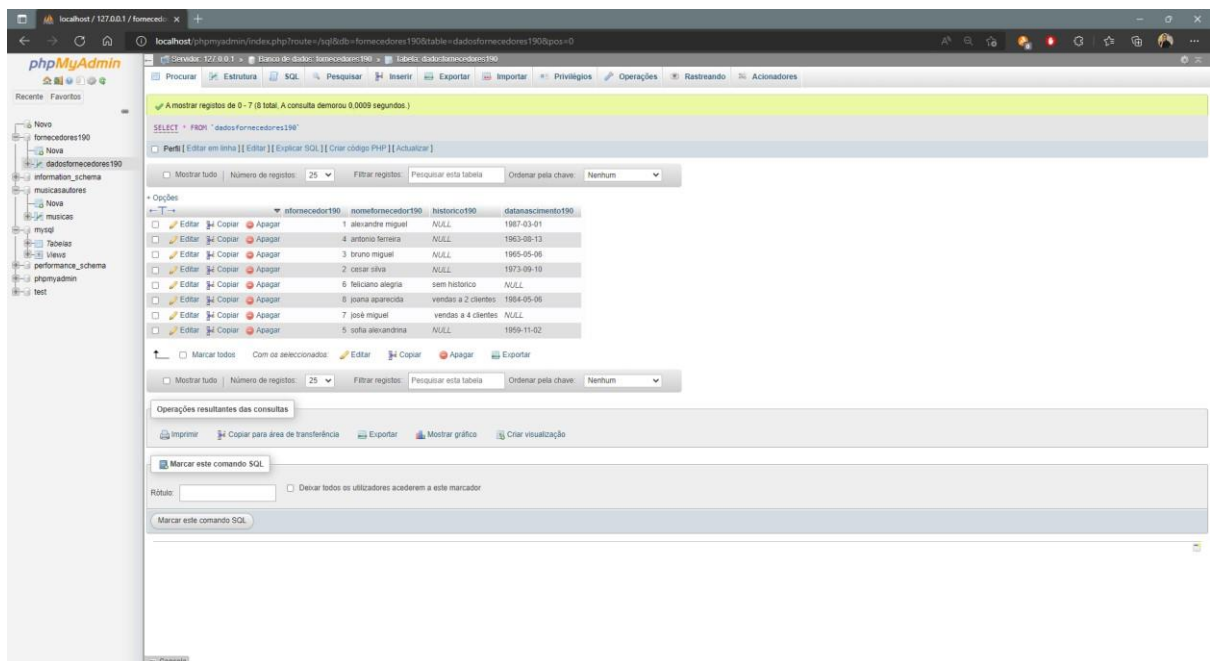 localhost / 127.0.0.1 / fornecedo
localhost/phpmyadmin/index.php?route=/sql&db=fornecedores190&table=dadosfornecedores190&pos=0
phpMyAdmin
Recente Favoritos
Novo
fornecedores190
Nova
dadosfornecedores190
information_schema
musicasautores
Nova
musicas
mysql
Tabelas
Views
performance_schema
phpmyadmin
test
Servidor: 127.0.0.1 » Banco de dados: fornecedores190 » Tabela: dadosfornecedores190
Procurar Estrutura SQL Pesquisar Inserir Exportar Importar Privilégios Operações Rastreando Acionadores
A mostrar registos de 0 - 7 (8 total, A consulta demorou 0,0009 segundos.)
SELECT * FROM `dadosfornecedores190`
Perfil [ Editar em linha ] [ Editar ] [ Explicar SQL ] [ Criar código PHP ] [ Actualizar ]
Mostrar tudo | Número de registos: 25 Filtrar registos: Pesquisar esta tabela Ordenar pela chave: Nenhum
+ Opções
←T→ nfornecedor190 nomefornecedor190 historico190 datanascimento190
Editar Copiar Apagar 1 alexandre miguel NULL 1987-03-01
Editar Copiar Apagar 4 antonio ferreira NULL 1963-08-13
Editar Copiar Apagar 3 bruno miguel NULL 1965-05-06
Editar Copiar Apagar 2 cesar silva NULL 1973-09-10
Editar Copiar Apagar 6 feliciano alegria sem historico NULL
Editar Copiar Apagar 8 joana aparecida vendas a 2 clientes 1984-05-06
Editar Copiar Apagar 7 josé miguel vendas a 4 clientes NULL
Editar Copiar Apagar 5 sofia alexandrina NULL 1959-11-02
Marcar todos Com os seleccionados: Editar Copiar Apagar Exportar
Mostrar tudo | Número de registos: 25 Filtrar registos: Pesquisar esta tabela Ordenar pela chave: Nenhum
Operações resultantes das consultas
Imprimir Copiar para área de transferência Exportar Mostrar gráfico Criar visualização
Marcar este comando SQL
Rótulo: Deixar todos os utilizadores acederem a este marcador
Marcar este comando SQL
Consola